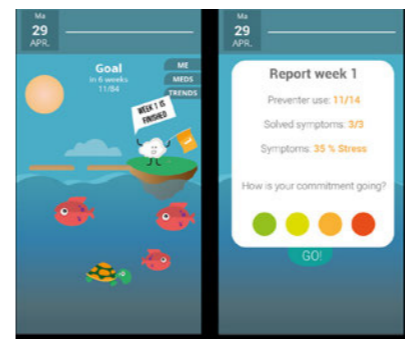 Ma
29
APR.
Goal
in 6 weeks
11/84
ME
MEDS
TRENDS
WEEK 1 IS
FINISHED
Ma
29
APR.
Report week 1
Preventer use: 11/14
Solved symptoms: 3/3
Symptoms: 35 % Stress
How is your commitment going?
GO!